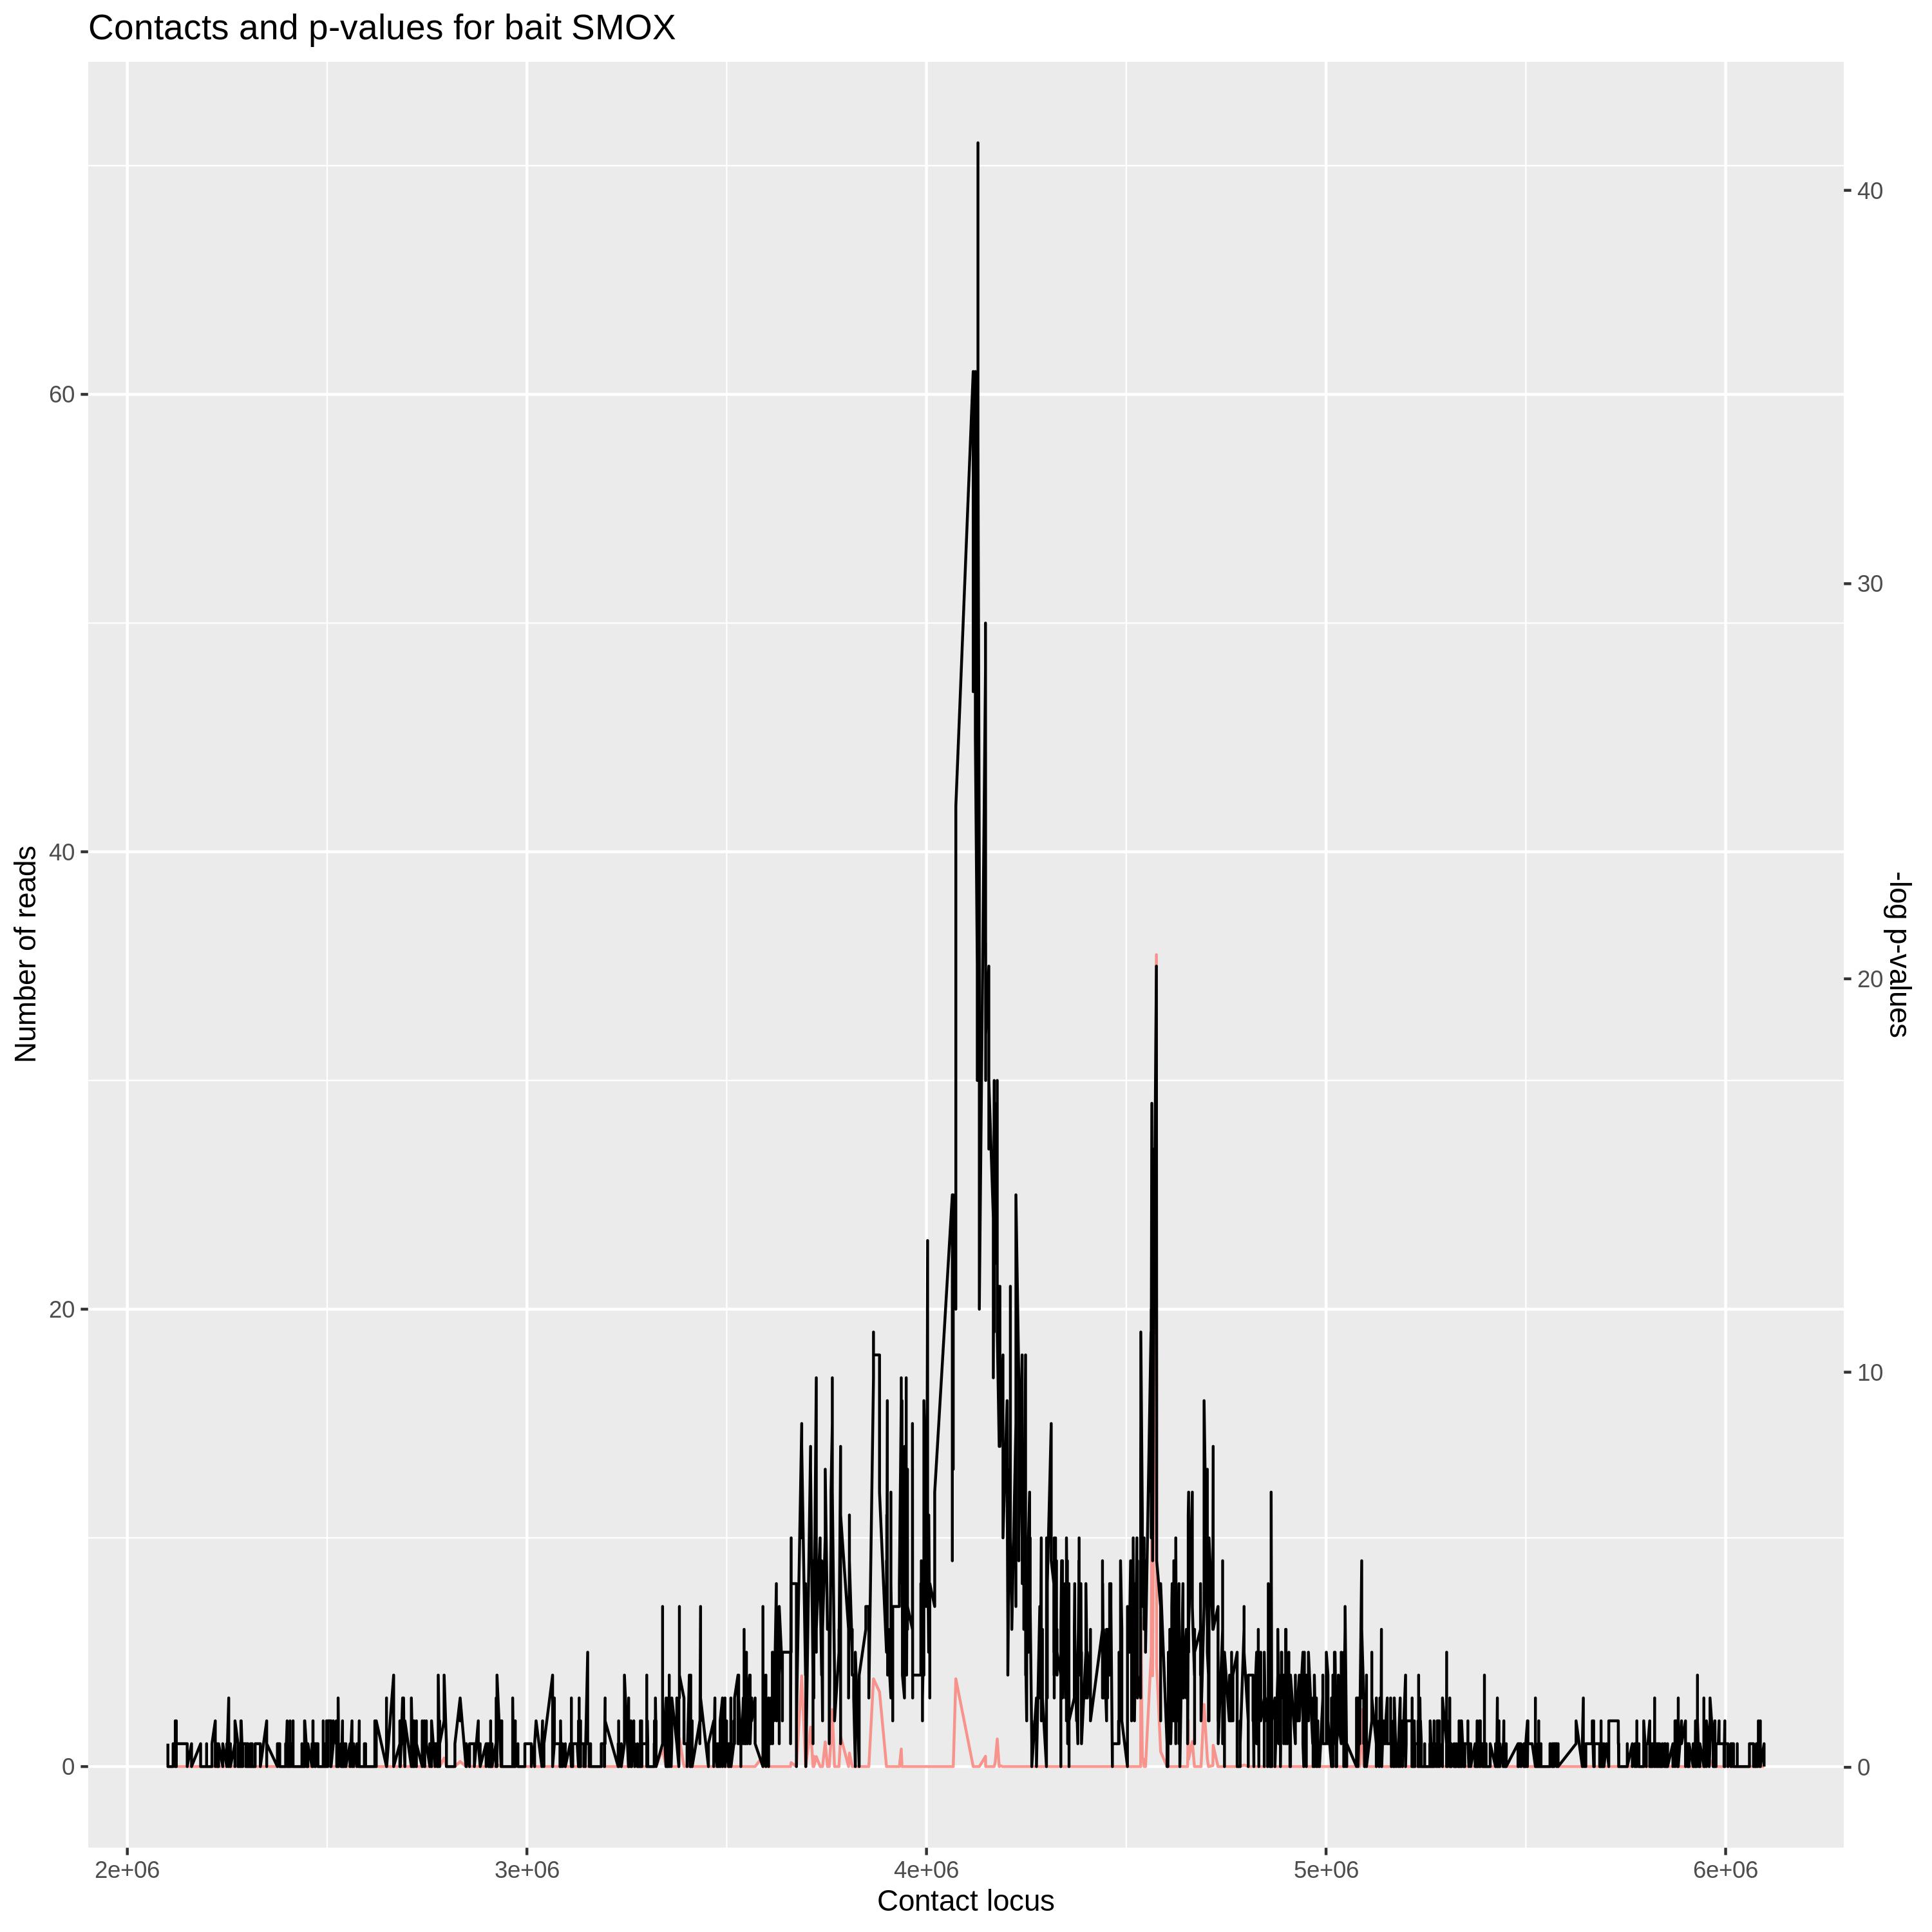 Contacts and p-values for bait SMOX
60
40
20
0
Number of reads
40
30
20
10
0
-log p-values
2e+06 3e+06 4e+06 5e+06 6e+06
Contact locus